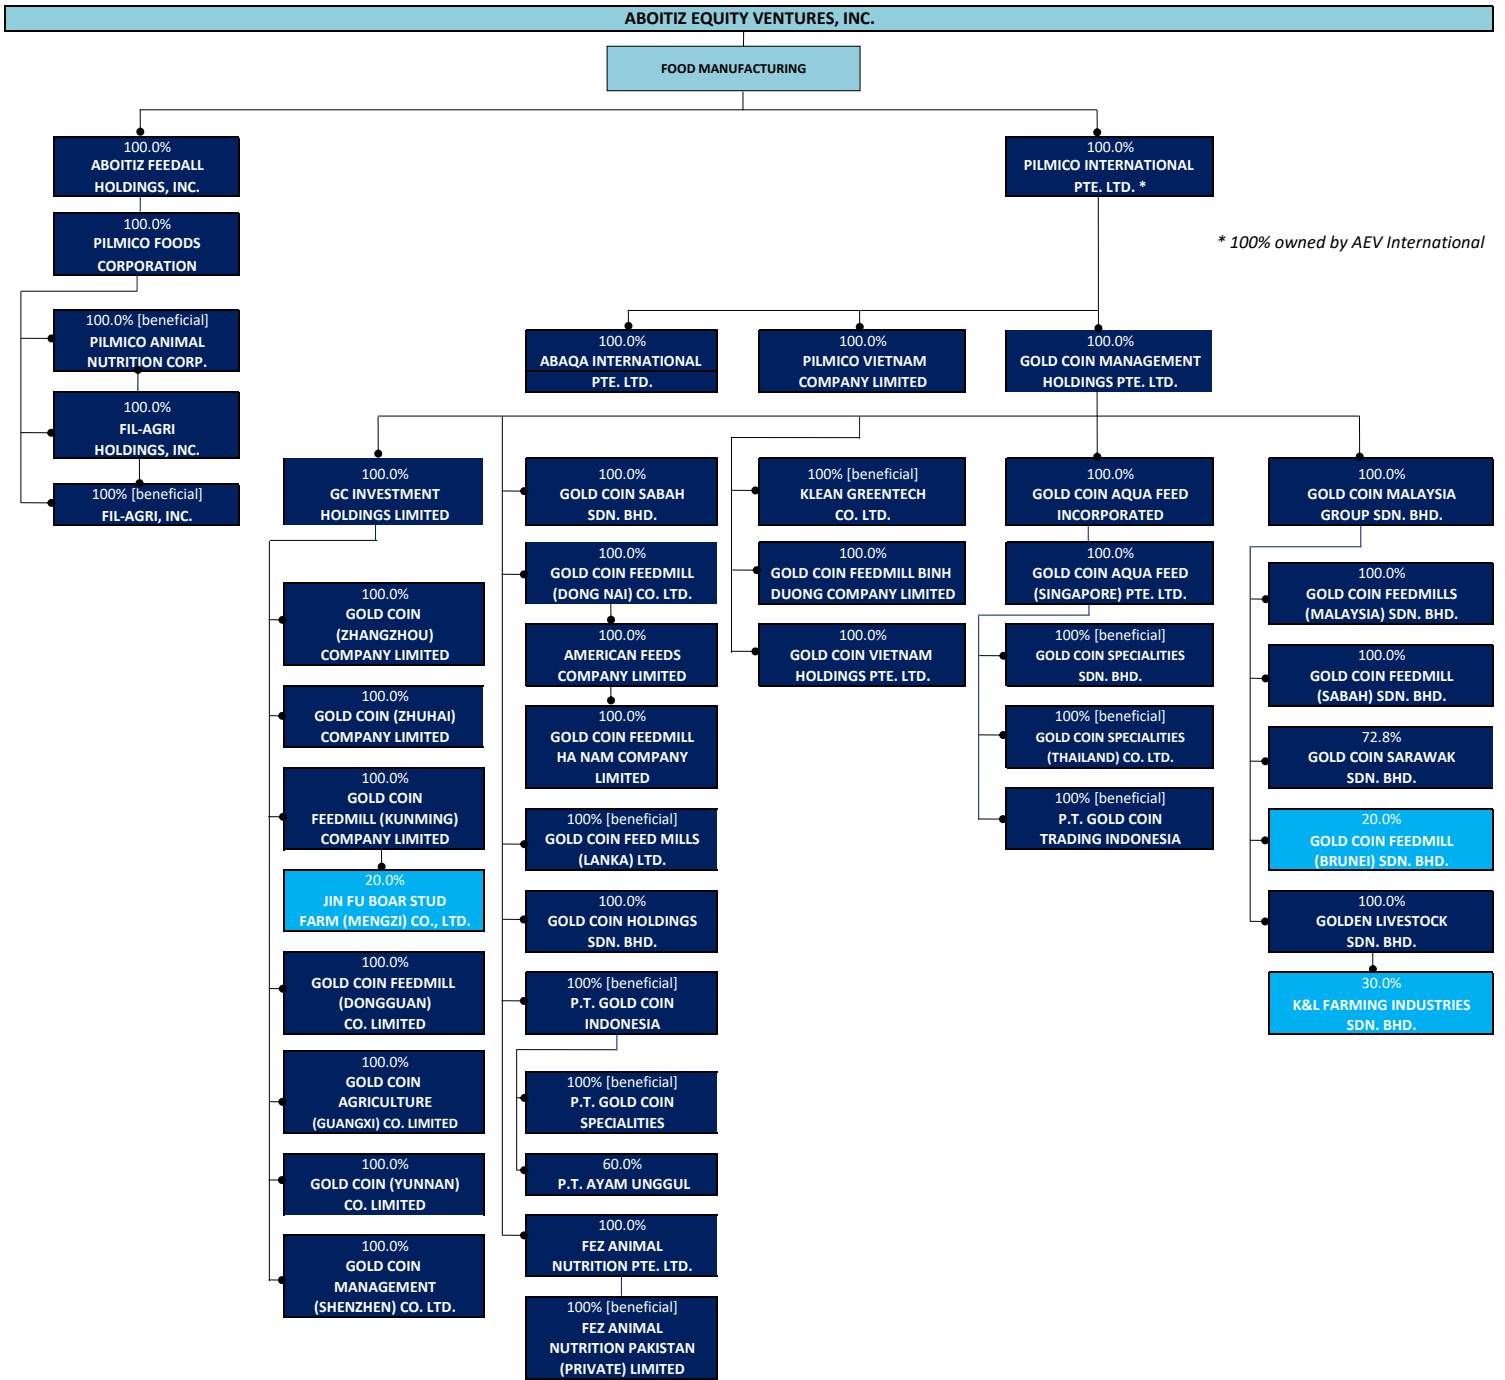 ABOITIZ EQUITY VENTURES, INC.
FOOD MANUFACTURING
100.0%
ABOITIZ FEEDALL
HOLDINGS, INC.
100.0%
PILMICO FOODS
CORPORATION
100.0% [beneficial]
PILMICO ANIMAL
NUTRITION CORP.
100.0%
FIL-AGRI
HOLDINGS, INC.
100% [beneficial]
FIL-AGRI, INC.
100.0%
PILMICO INTERNATIONAL
PTE. LTD. *
* 100% owned by AEV International
100.0%
ABAQA INTERNATIONAL
PTE. LTD.
100.0%
PILMICO VIETNAM
COMPANY LIMITED
100.0%
GOLD COIN MANAGEMENT
HOLDINGS PTE. LTD.
100.0%
GC INVESTMENT
HOLDINGS LIMITED
100.0%
GOLD COIN
(ZHANGZHOU)
COMPANY LIMITED
100.0%
GOLD COIN (ZHUHAI)
COMPANY LIMITED
100.0%
GOLD COIN
FEEDMILL (KUNMING)
COMPANY LIMITED
20.0%
JIN FU BOAR STUD
FARM (MENGZI) CO., LTD.
100.0%
GOLD COIN FEEDMILL
(DONGGUAN)
CO. LIMITED
100.0%
GOLD COIN
AGRICULTURE
(GUANGXI) CO. LIMITED
100.0%
GOLD COIN (YUNNAN)
CO. LIMITED
100.0%
GOLD COIN
MANAGEMENT
(SHENZHEN) CO. LTD.
100.0%
GOLD COIN SABAH
SDN. BHD.
100.0%
GOLD COIN FEEDMILL
(DONG NAI) CO. LTD.
100.0%
AMERICAN FEEDS
COMPANY LIMITED
100.0%
GOLD COIN FEEDMILL
HA NAM COMPANY
LIMITED
100% [beneficial]
GOLD COIN FEED MILLS
(LANKA) LTD.
100.0%
GOLD COIN HOLDINGS
SDN. BHD.
100% [beneficial]
P.T. GOLD COIN
INDONESIA
100% [beneficial]
P.T. GOLD COIN
SPECIALITIES
60.0%
P.T. AYAM UNGGUL
100.0%
FEZ ANIMAL
NUTRITION PTE. LTD.
100% [beneficial]
FEZ ANIMAL
NUTRITION PAKISTAN
(PRIVATE) LIMITED
100% [beneficial]
KLEAN GREENTECH
CO. LTD.
100.0%
GOLD COIN FEEDMILL BINH
DUONG COMPANY LIMITED
100.0%
GOLD COIN VIETNAM
HOLDINGS PTE. LTD.
100.0%
GOLD COIN AQUA FEED
INCORPORATED
100.0%
GOLD COIN AQUA FEED
(SINGAPORE) PTE. LTD.
100% [beneficial]
GOLD COIN SPECIALITIES
SDN. BHD.
100% [beneficial]
GOLD COIN SPECIALITIES
(THAILAND) CO. LTD.
100% [beneficial]
P.T. GOLD COIN
TRADING INDONESIA
100.0%
GOLD COIN MALAYSIA
GROUP SDN. BHD.
100.0%
GOLD COIN FEEDMILLS
(MALAYSIA) SDN. BHD.
100.0%
GOLD COIN FEEDMILL
(SABAH) SDN. BHD.
72.8%
GOLD COIN SARAWAK
SDN. BHD.
20.0%
GOLD COIN FEEDMILL
(BRUNEI) SDN. BHD.
100.0%
GOLDEN LIVESTOCK
SDN. BHD.
30.0%
K&L FARMING INDUSTRIES
SDN. BHD.